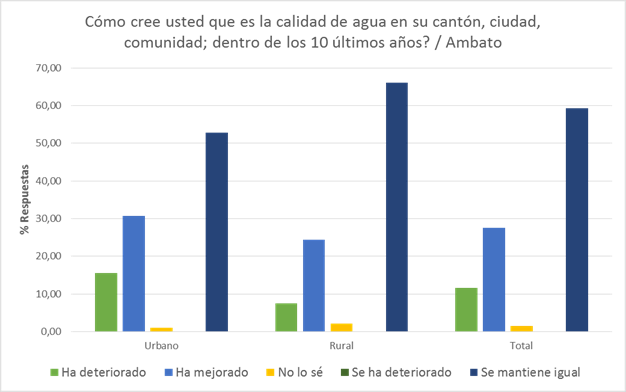 Cómo cree usted que es la calidad de agua en su cantón, ciudad,
comunidad; dentro de los 10 últimos años? / Ambato
70,00
60,00
50,00
40,00
30,00
20,00
10,00
0,00
% Respuestas
Urbano
Rural
Total
Ha deteriorado
Ha mejorado
No lo sé
Se ha deteriorado
Se mantiene igual